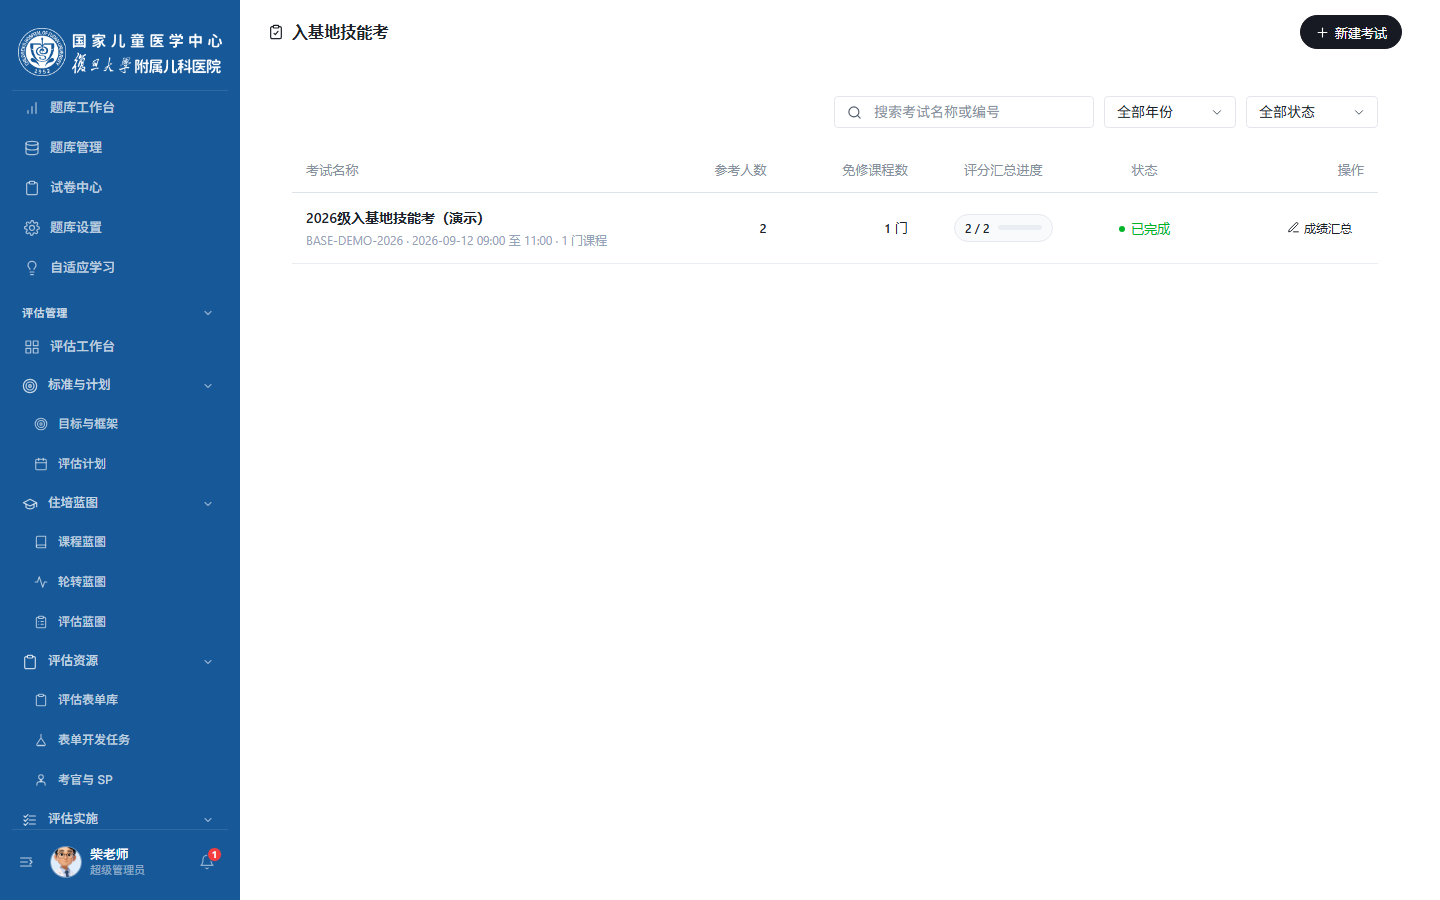 国家儿童医学中心
復旦大学附属儿科医院
1952
题库工作台
题库管理
试卷中心
题库设置
自适应学习
评估管理
评估工作台
标准与计划
目标与框架
评估计划
住培蓝图
课程蓝图
轮转蓝图
评估蓝图
评估资源
评估表单库
表单开发任务
考官与 SP
评估实施
柴老师
超级管理员
1
入基地技能考
新建考试
搜索考试名称或编号
全部年份
全部状态
考试名称 参考人数 免修课程数 评分汇总进度 状态 操作
2026级入基地技能考（演示） 2 1 门 2 / 2 已完成 成绩汇总
BASE-DEMO-2026 · 2026-09-12 09:00 至 11:00 · 1 门课程